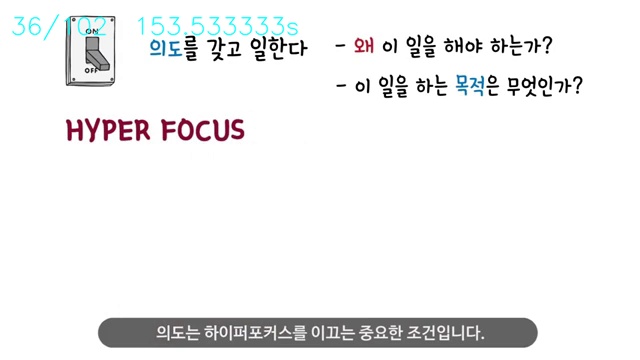 36/102 153.533333s
ON
OFF
의도를 갖고 일한다
- 왜 이 일을 해야 하는가?
- 이 일을 하는 목적은 무엇인가?
HYPER FOCUS
의도는 하이퍼포커스를 이끄는 중요한 조건입니다.